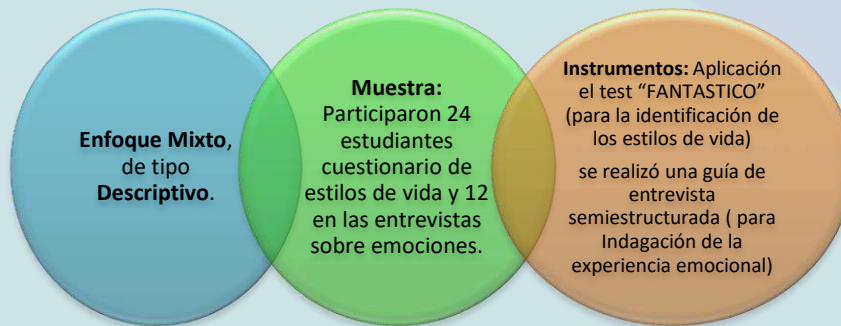 Enfoque Mixto,
de tipo
Descriptivo.
Muestra:
Participaron 24
estudiantes
cuestionario de
estilos de vida y 12
en las entrevistas
sobre emociones.
Instrumentos: Aplicación
el test “FANTASTICO”
(para la identificación de
los estilos de vida)
se realizó una guía de
entrevista
semiestructurada ( para
Indagación de la
experiencia emocional)